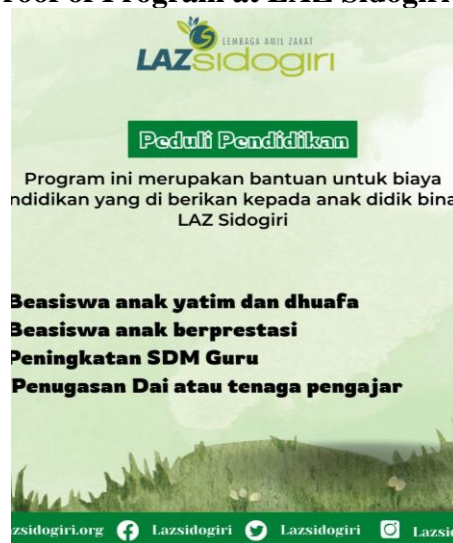 roof of Program at LAZ Sidogiri
LEMBAGA AMIL ZAKAT
LAZsidogiri
Peduli Pendidikan
Program ini merupakan bantuan untuk biaya
ndidikan yang di berikan kepada anak didik bina
LAZ Sidogiri
Beasiswa anak yatim dan dhuafa
Beasiswa anak berprestasi
Peningkatan SDM Guru
Penugasan Dai atau tenaga pengajar
azsidogiri.org Lazsidogiri Lazsidogiri Lazsid